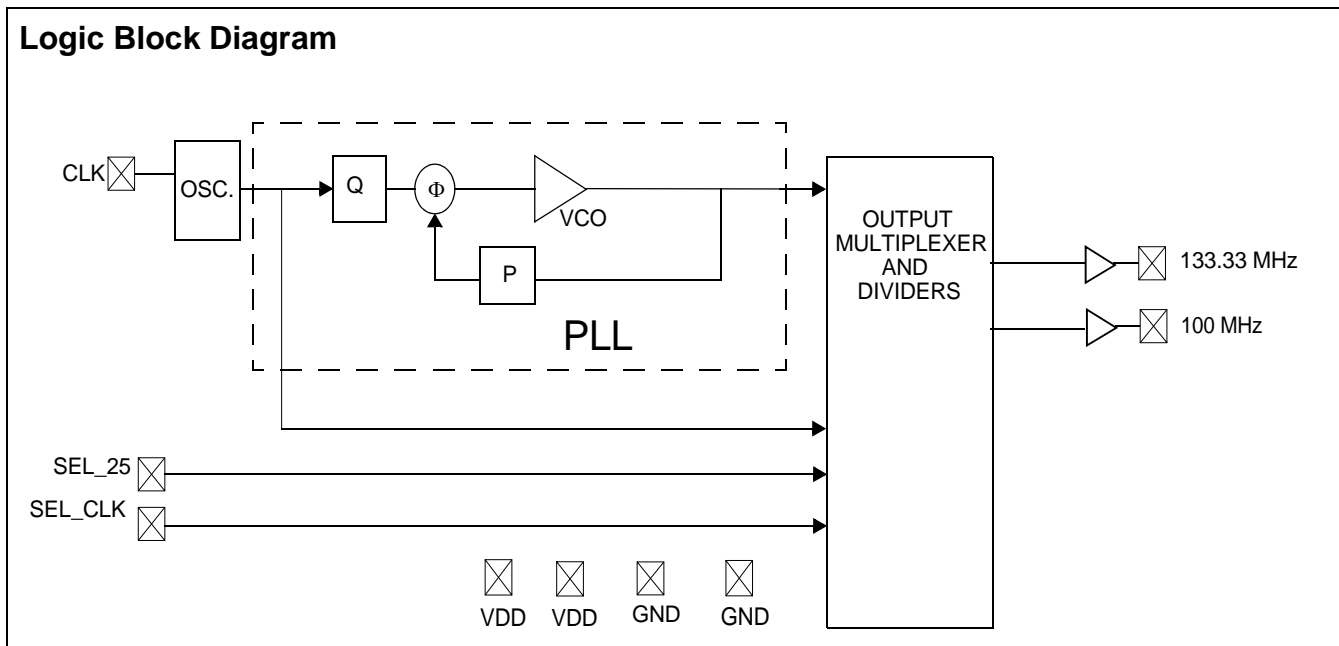 Logic Block Diagram
CLK
OSC.
Q
Φ
VCO
P
PLL
OUTPUT
MULTIPLEXER
AND
DIVIDERS
133.33 MHz
100 MHz
SEL_25
SEL_CLK
VDD
VDD
GND
GND